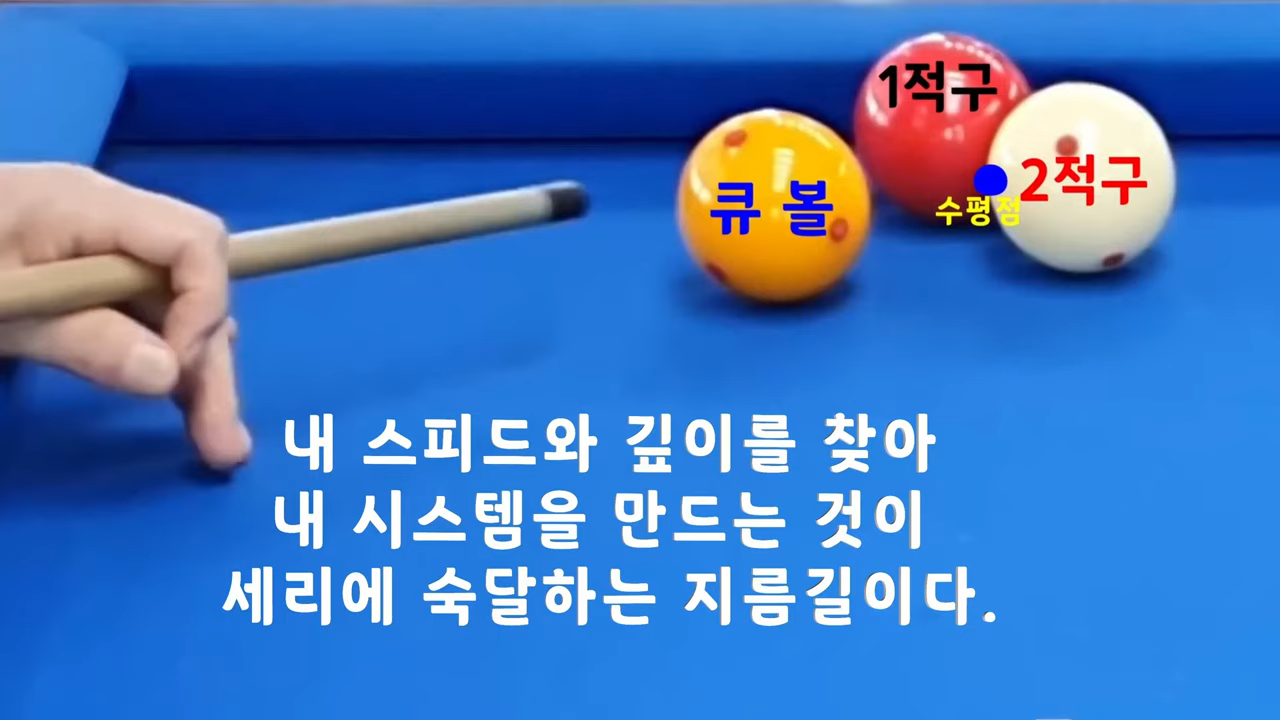 1적구
큐 볼
2적구
수평점
내 스피드와 깊이를 찾아
내 시스템을 만드는 것이
세리에 숙달하는 지름길이다.